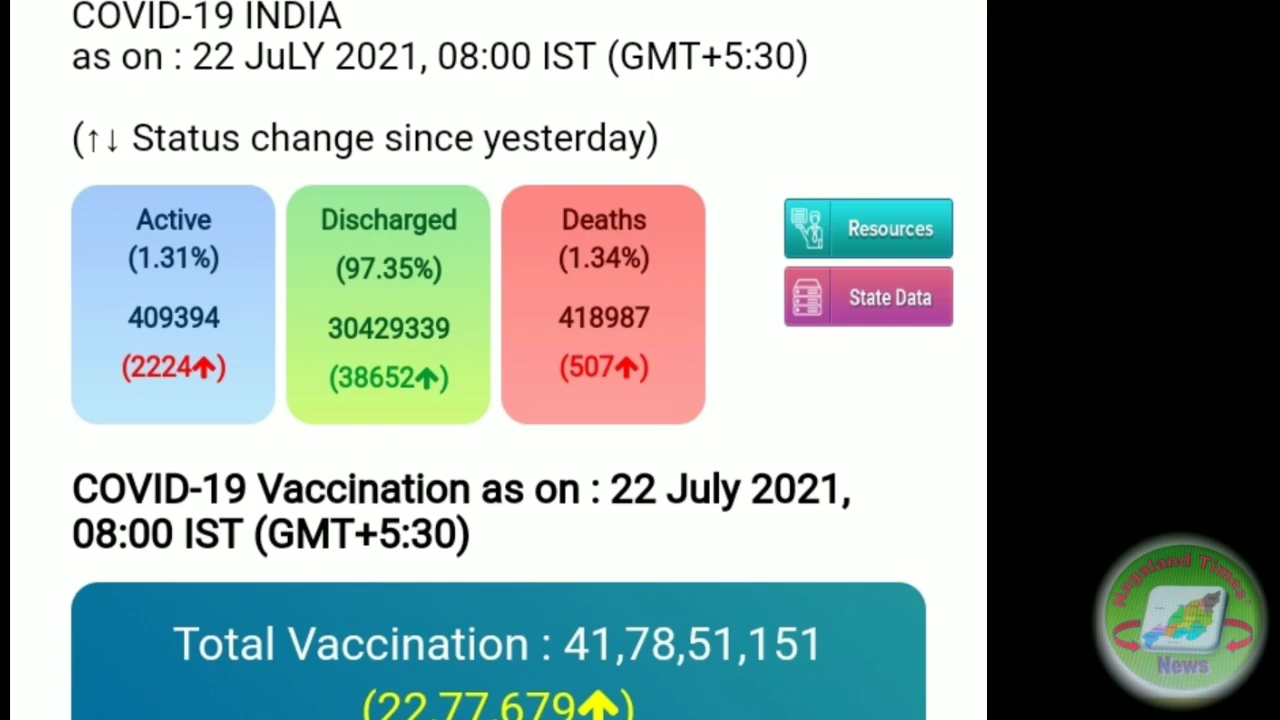 COVID-19 INDIA
as on : 22 JuLY 2021, 08:00 IST (GMT+5:30)
(↑↓ Status change since yesterday)
Active
(1.31%)
409394
(2224↑)
Discharged
(97.35%)
30429339
(38652↑)
Deaths
(1.34%)
418987
(507↑)
Resources
State Data
COVID-19 Vaccination as on : 22 July 2021,
08:00 IST (GMT+5:30)
Total Vaccination : 41,78,51,151
(22,77,679↑)
Nagaland Times'
News